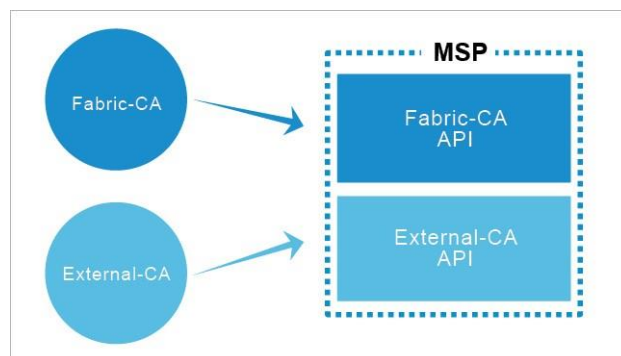 Fabric-CA
External-CA
MSP
Fabric-CA
API
External-CA
API